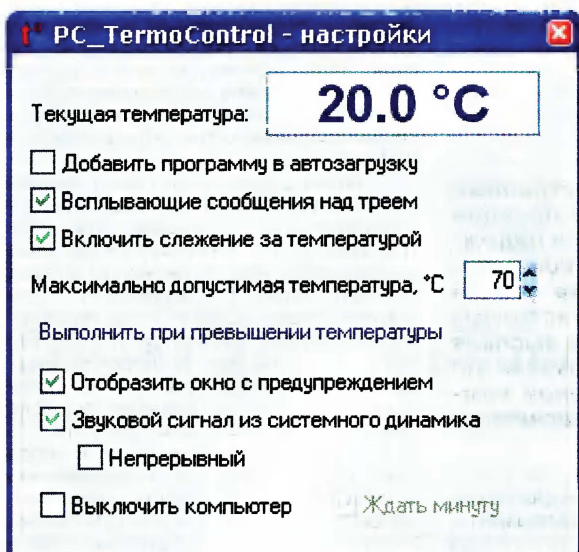 t° PC_TermoControl - настройки
Текущая температура: 20.0 °C
Добавить программу в автозагрузку
Всплывающие сообщения над треем
Включить слежение за температурой
Максимально допустимая температура, °C 70
Выполнить при превышении температуры
Отобразить окно с предупреждением
Звуковой сигнал из системного динамика
Непрерывный
Выключить компьютер Ждать минуту